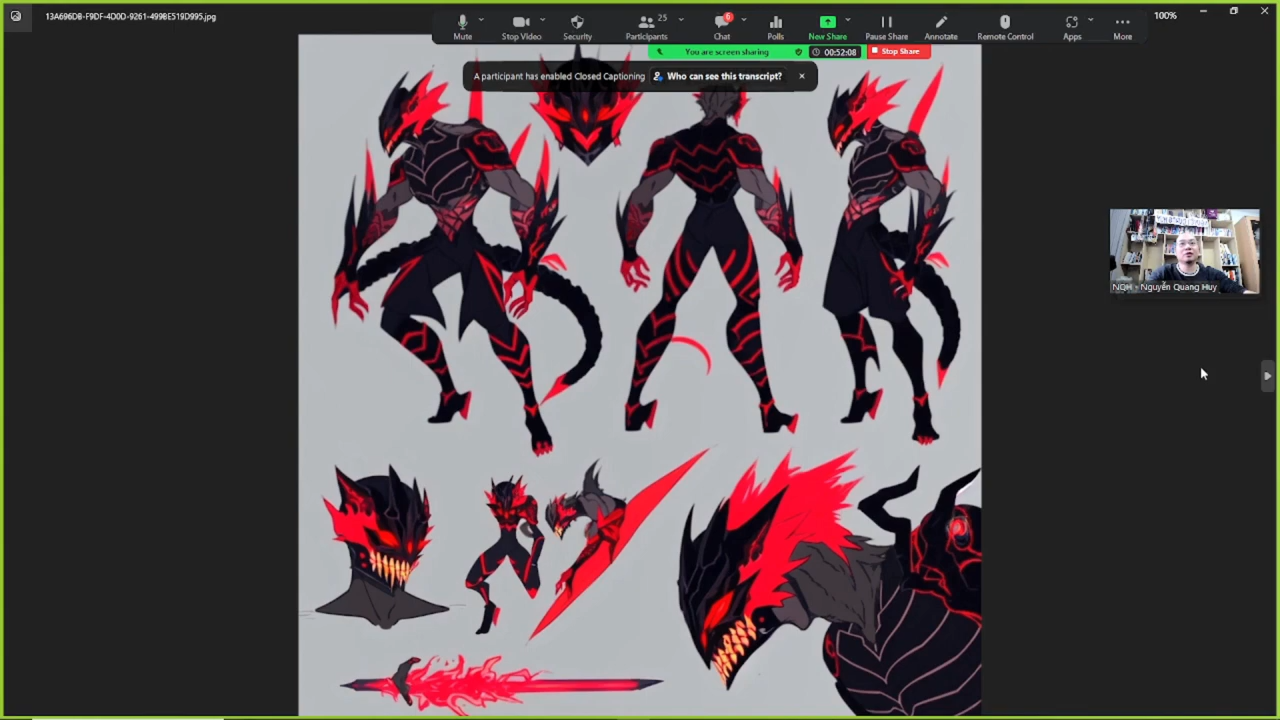 13A696DB-F9DF-4D0D-9261-499BE519D995.jpg
100%
25
6
Mute
Stop Video
Security
Participants
Chat
Polls
New Share
Pause Share
Annotate
Remote Control
Apps
More
You are screen sharing
00:52:08
Stop Share
A participant has enabled Closed Captioning
Who can see this transcript?
NQH - Nguyễn Quang Huy